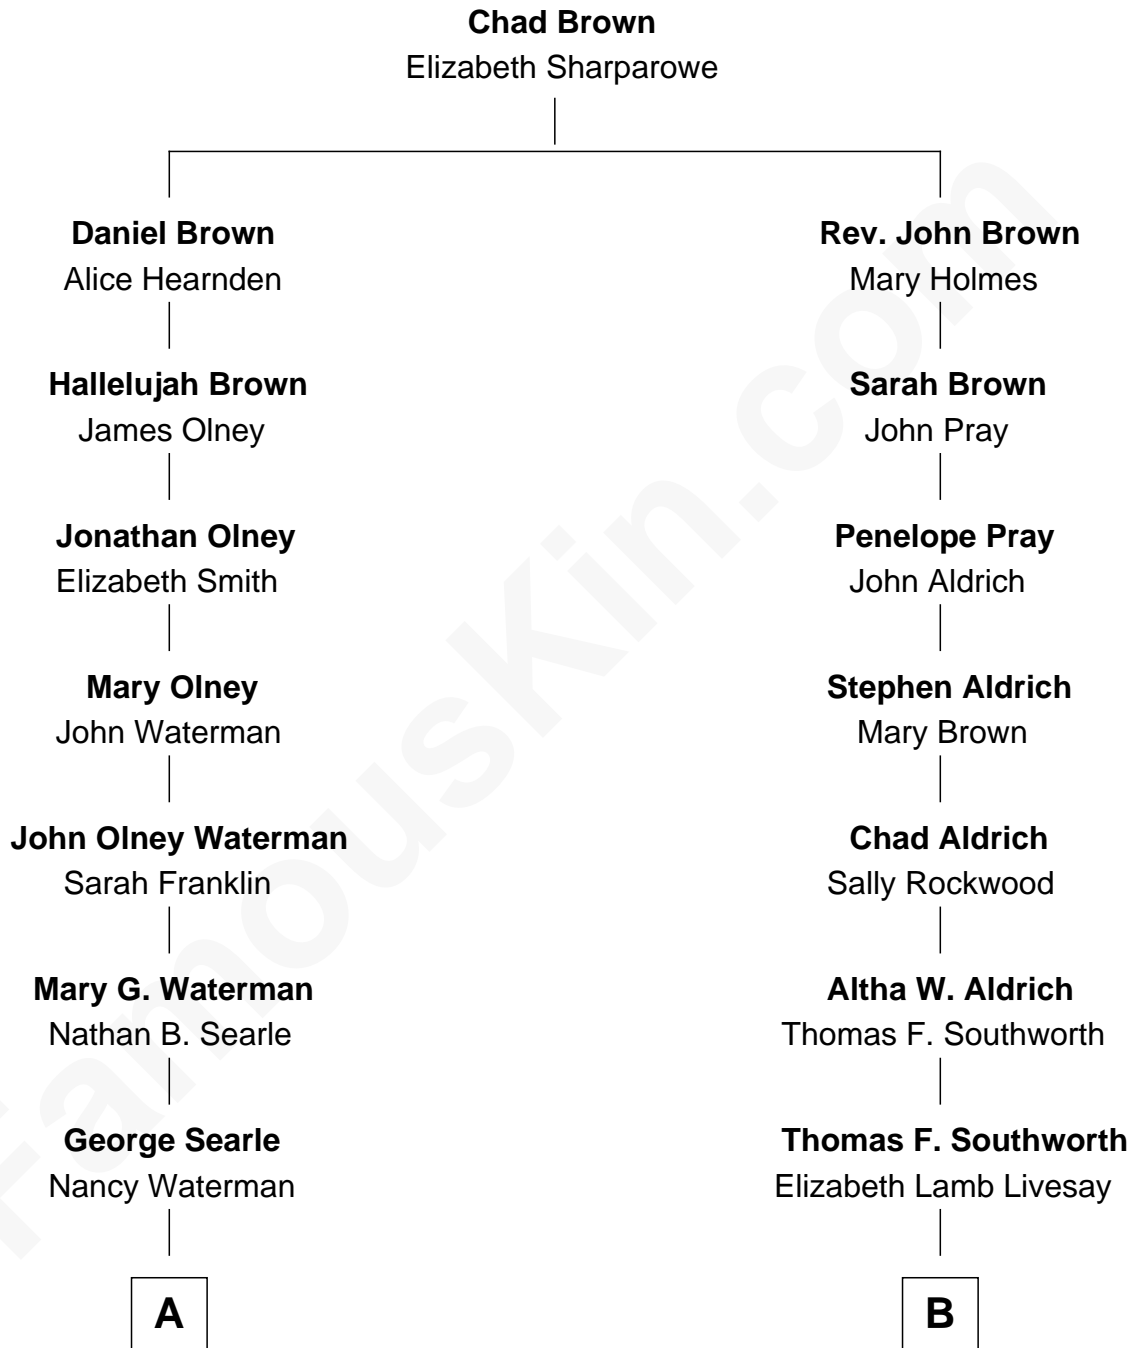 Chad Brown
Elizabeth Sharparowe
Daniel Brown
Alice Hearnden
Rev. John Brown
Mary Holmes
Hallelujah Brown
James Olney
Sarah Brown
John Pray
Jonathan Olney
Elizabeth Smith
Penelope Pray
John Aldrich
Mary Olney
John Waterman
Stephen Aldrich
Mary Brown
John Olney Waterman
Sarah Franklin
Chad Aldrich
Sally Rockwood
Mary G. Waterman
Nathan B. Searle
Altha W. Aldrich
Thomas F. Southworth
George Searle
Nancy Waterman
Thomas F. Southworth
Elizabeth Lamb Livesay
A
B
FamousKin.com